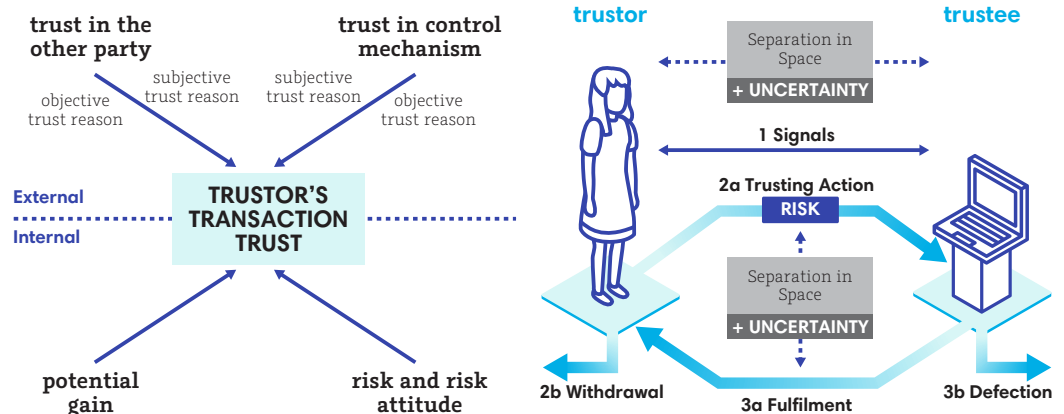 trust in the
other party
trust in control
mechanism
subjective
trust reason
subjective
trust reason
objective
trust reason
objective
trust reason
External
Internal
TRUSTOR'S
TRANSACTION
TRUST
potential
gain
risk and risk
attitude
trustor
trustee
Separation in
Space
+ UNCERTAINTY
1 Signals
2a Trusting Action
RISK
Separation in
Space
+ UNCERTAINTY
2b Withdrawal
3a Fulfilment
3b Defection